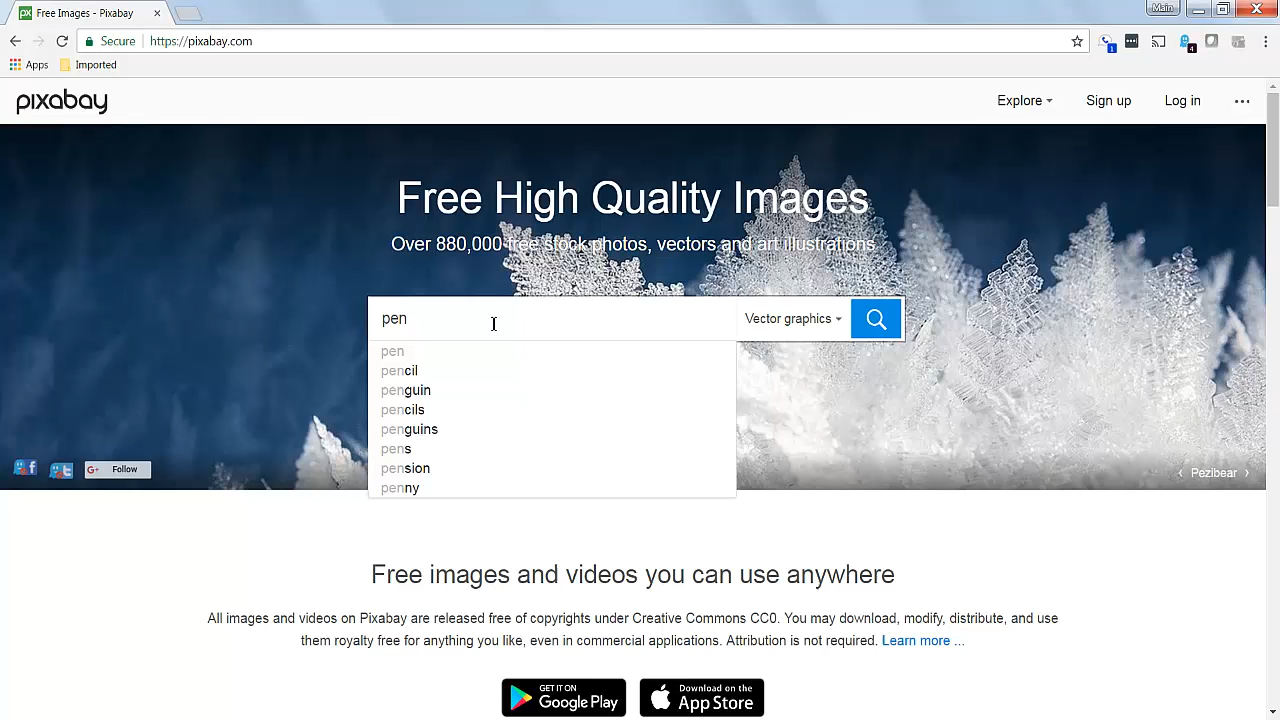 Free Images - Pixabay
Main
Secure
https://pixabay.com
1
4
Apps
Imported
pixabay
Explore
Sign up
Log in
Free High Quality Images
Over 880,000 free stock photos, vectors and art illustrations
pen
Vector graphics
pen
pencil
penguin
pencils
penguins
pens
pension
penny
G+ Follow
Pezibear
Free images and videos you can use anywhere
All images and videos on Pixabay are released free of copyrights under Creative Commons CC0. You may download, modify, distribute, and use
them royalty free for anything you like, even in commercial applications. Attribution is not required. Learn more ...
GET IT ON
Google Play
Download on the
App Store